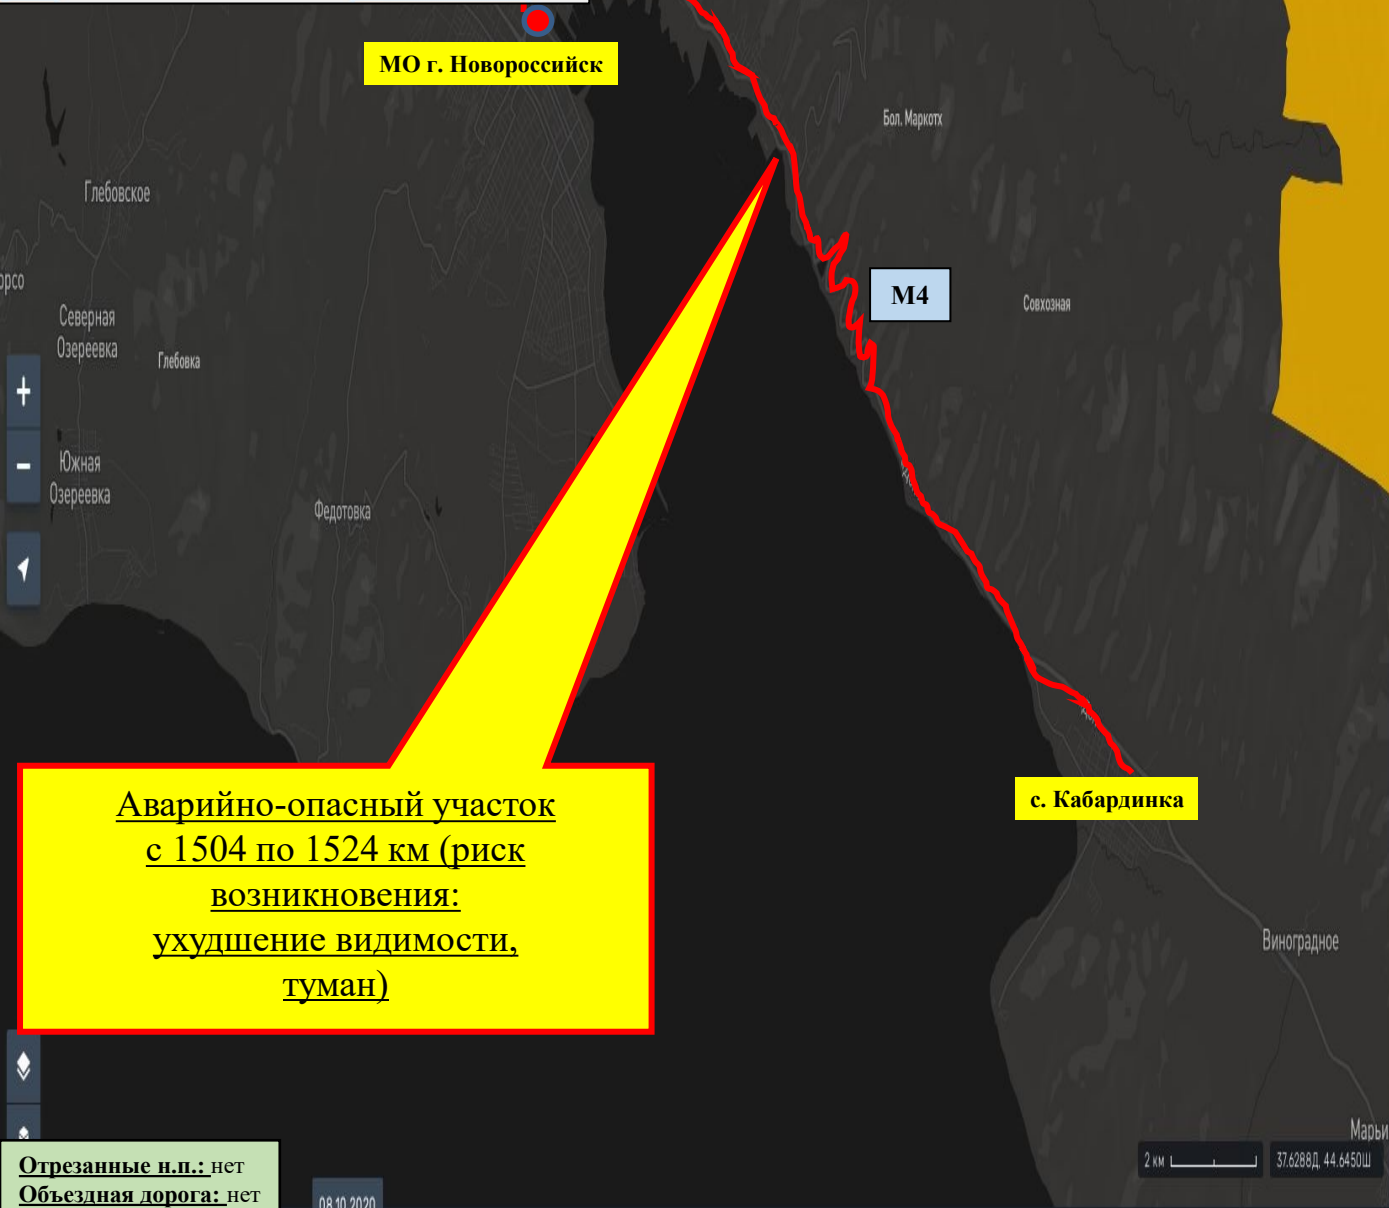 МО г. Новороссийск
Бол. Маркотх
Глебовское
М4
Совхозная
Северная
Озереевка
Глебовка
+
−
Южная
Озереевка
Федотовка
Аварийно-опасный участок
с 1504 по 1524 км (риск
возникновения:
ухудшение видимости,
туман)
с. Кабардинка
Виноградное
Отрезанные н.п.: нет
Объездная дорога: нет
08.10.2020
2 км
37.6288Д, 44.6450Ш